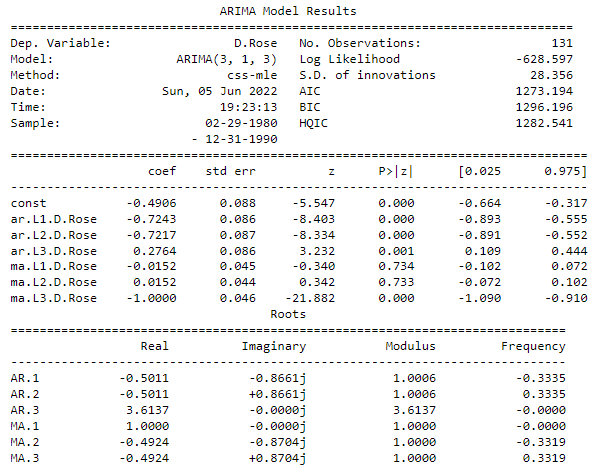 ARIMA Model Results
==============================================================================
Dep. Variable: D.Rose No. Observations: 131
Model: ARIMA(3, 1, 3) Log Likelihood -628.597
Method: css-mle S.D. of innovations 28.356
Date: Sun, 05 Jun 2022 AIC 1273.194
Time: 19:23:13 BIC 1296.196
Sample: 02-29-1980 HQIC 1282.541
- 12-31-1990
==============================================================================
coef std err z P>|z| [0.025 0.975]
------------------------------------------------------------------------------
const -0.4906 0.088 -5.547 0.000 -0.664 -0.317
ar.L1.D.Rose -0.7243 0.086 -8.403 0.000 -0.893 -0.555
ar.L2.D.Rose -0.7217 0.087 -8.334 0.000 -0.891 -0.552
ar.L3.D.Rose 0.2764 0.086 3.232 0.001 0.109 0.444
ma.L1.D.Rose -0.0152 0.045 -0.340 0.734 -0.102 0.072
ma.L2.D.Rose 0.0152 0.044 0.342 0.733 -0.072 0.102
ma.L3.D.Rose -1.0000 0.046 -21.882 0.000 -1.090 -0.910
Roots
=============================================================================
Real Imaginary Modulus Frequency
-----------------------------------------------------------------------------
AR.1 -0.5011 -0.8661j 1.0006 -0.3335
AR.2 -0.5011 +0.8661j 1.0006 0.3335
AR.3 3.6137 -0.0000j 3.6137 -0.0000
MA.1 1.0000 -0.0000j 1.0000 -0.0000
MA.2 -0.4924 -0.8704j 1.0000 -0.3319
MA.3 -0.4924 +0.8704j 1.0000 0.3319